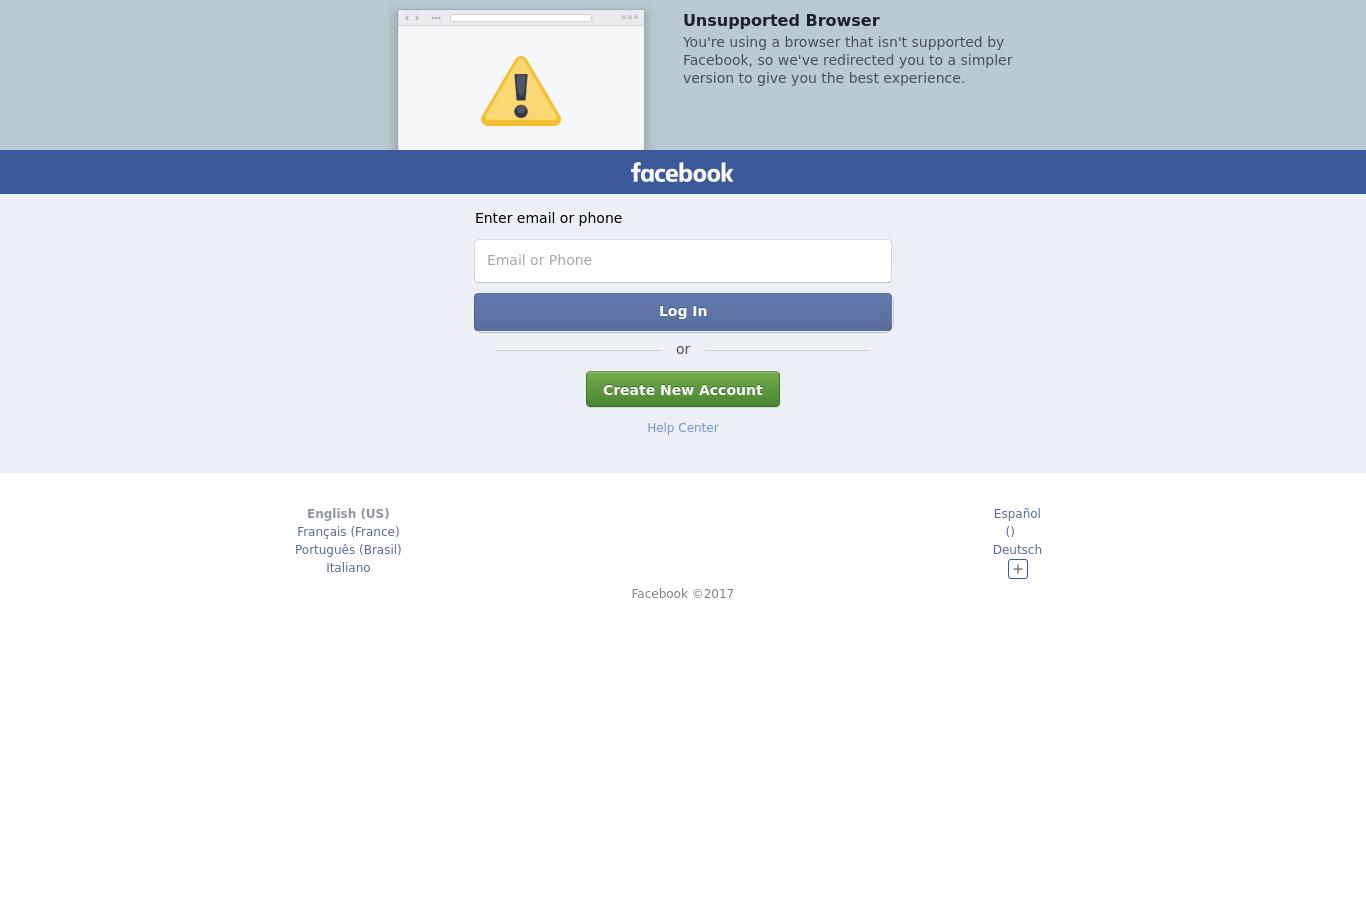 Unsupported Browser
You're using a browser that isn't supported by
Facebook, so we've redirected you to a simpler
version to give you the best experience.
facebook
Enter email or phone
Email or Phone
Log In
or
Create New Account
Help Center
English (US)
Français (France)
Português (Brasil)
Italiano
Español
()
Deutsch
+
Facebook ©2017